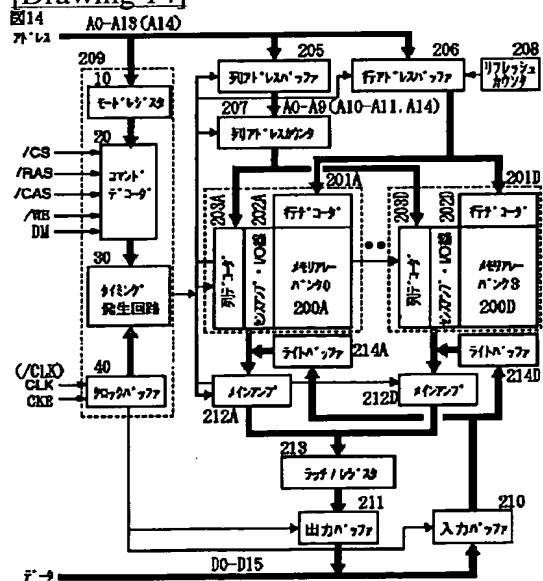 [Drawing 14]
図14
アドレス
A0-A13(A14)
209
10
モードレジスタ
20
コマンド
デコーダ
/CS
/RAS
/CAS
/WE
DM
30
タイミング
発生回路
(/CLK)
CLK
CKE
40
クロックバッファ
205
列アドレスバッファ
206
行アドレスバッファ
208
リフレッシュ
カウンタ
207
A0-A9(A10-A11, A14)
列アドレスカウンタ
203A
202A
201A
行デコーダ
列デコーダ
センスアンプ・I/O部
メモリアレー
バンク0
200A
203D
202D
201D
行デコーダ
列デコーダ
センスアンプ・I/O部
メモリアレー
バンク3
200D
ライトバッファ
214A
メインアンプ
212A
ライトバッファ
214D
メインアンプ
212D
213
ラッチ/レジスタ
211
出力バッファ
210
入力バッファ
データ
D0-D15